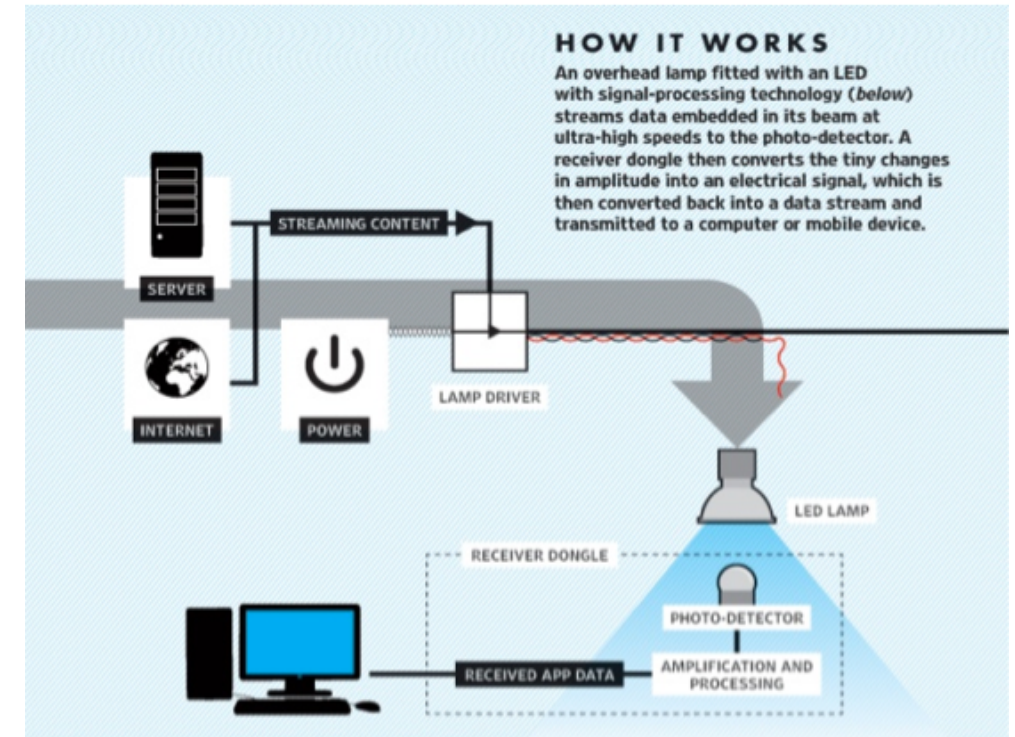 HOW IT WORKS
An overhead lamp fitted with an LED
with signal-processing technology (below)
streams data embedded in its beam at
ultra-high speeds to the photo-detector. A
receiver dongle then converts the tiny changes
in amplitude into an electrical signal, which is
then converted back into a data stream and
transmitted to a computer or mobile device.
STREAMING CONTENT
SERVER
INTERNET
POWER
LAMP DRIVER
LED LAMP
RECEIVER DONGLE
PHOTO-DETECTOR
RECEIVED APP DATA
AMPLIFICATION AND
PROCESSING